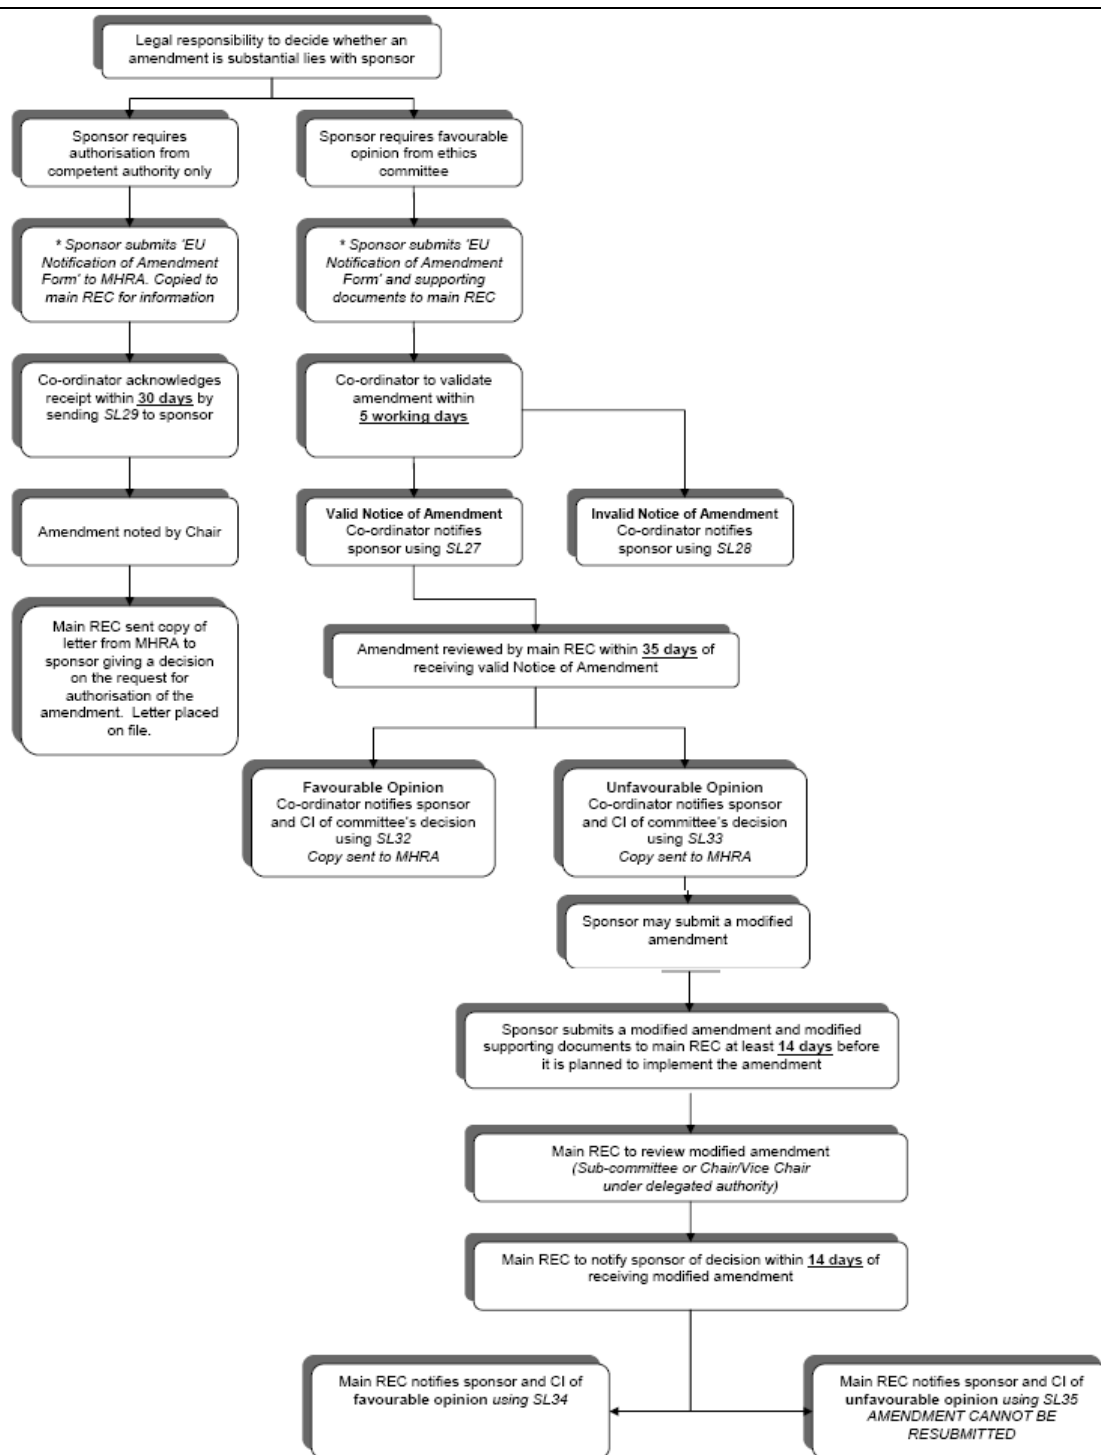 Legal responsibility to decide whether an
amendment is substantial lies with sponsor
Sponsor requires
authorisation from
competent authority only
Sponsor requires favourable
opinion from ethics
committee
* Sponsor submits 'EU
Notification of Amendment
Form' to MHRA. Copied to
main REC for information
* Sponsor submits 'EU
Notification of Amendment
Form' and supporting
documents to main REC
Co-ordinator acknowledges
receipt within 30 days by
sending SL29 to sponsor
Co-ordinator to validate
amendment within
5 working days
Amendment noted by Chair
Valid Notice of Amendment
Co-ordinator notifies
sponsor using SL27
Invalid Notice of Amendment
Co-ordinator notifies
sponsor using SL28
Main REC sent copy of
letter from MHRA to
sponsor giving a decision
on the request for
authorisation of the
amendment. Letter placed
on file.
Amendment reviewed by main REC within 35 days of
receiving valid Notice of Amendment
Favourable Opinion
Co-ordinator notifies sponsor
and CI of committee's decision
using SL32
Copy sent to MHRA
Unfavourable Opinion
Co-ordinator notifies sponsor
and CI of committee's decision
using SL33
Copy sent to MHRA
Sponsor may submit a modified
amendment
Sponsor submits a modified amendment and modified
supporting documents to main REC at least 14 days before
it is planned to implement the amendment
Main REC to review modified amendment
(Sub-committee or Chair/Vice Chair
under delegated authority)
Main REC to notify sponsor of decision within 14 days of
receiving modified amendment
Main REC notifies sponsor and CI of
favourable opinion using SL34
Main REC notifies sponsor and CI of
unfavourable opinion using SL35
AMENDMENT CANNOT BE
RESUBMITTED